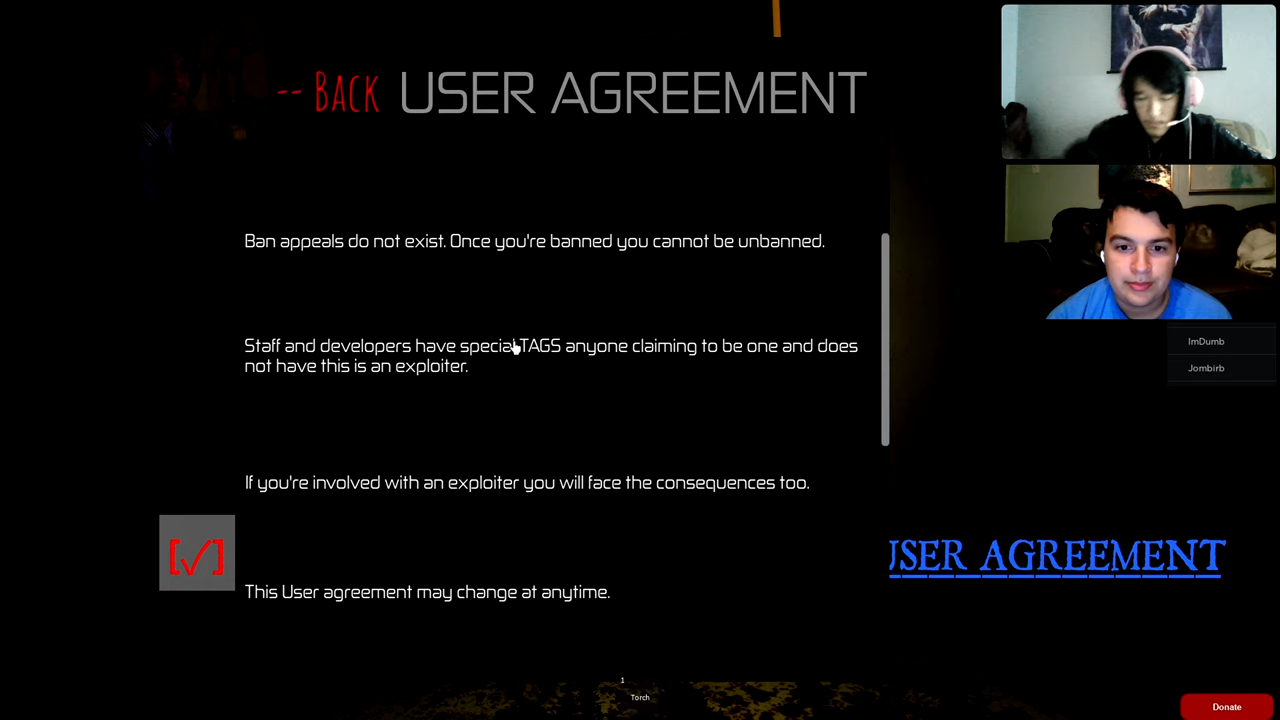 -- BACK USER AGREEMENT
Ban appeals do not exist. Once you're banned you cannot be unbanned.
Staff and developers have special TAGS anyone claiming to be one and does
not have this is an exploiter.
If you're involved with an exploiter you will face the consequences too.
[✓]
This User agreement may change at anytime.
ImDumb
Jombirb
USER AGREEMENT
1
Torch
Donate